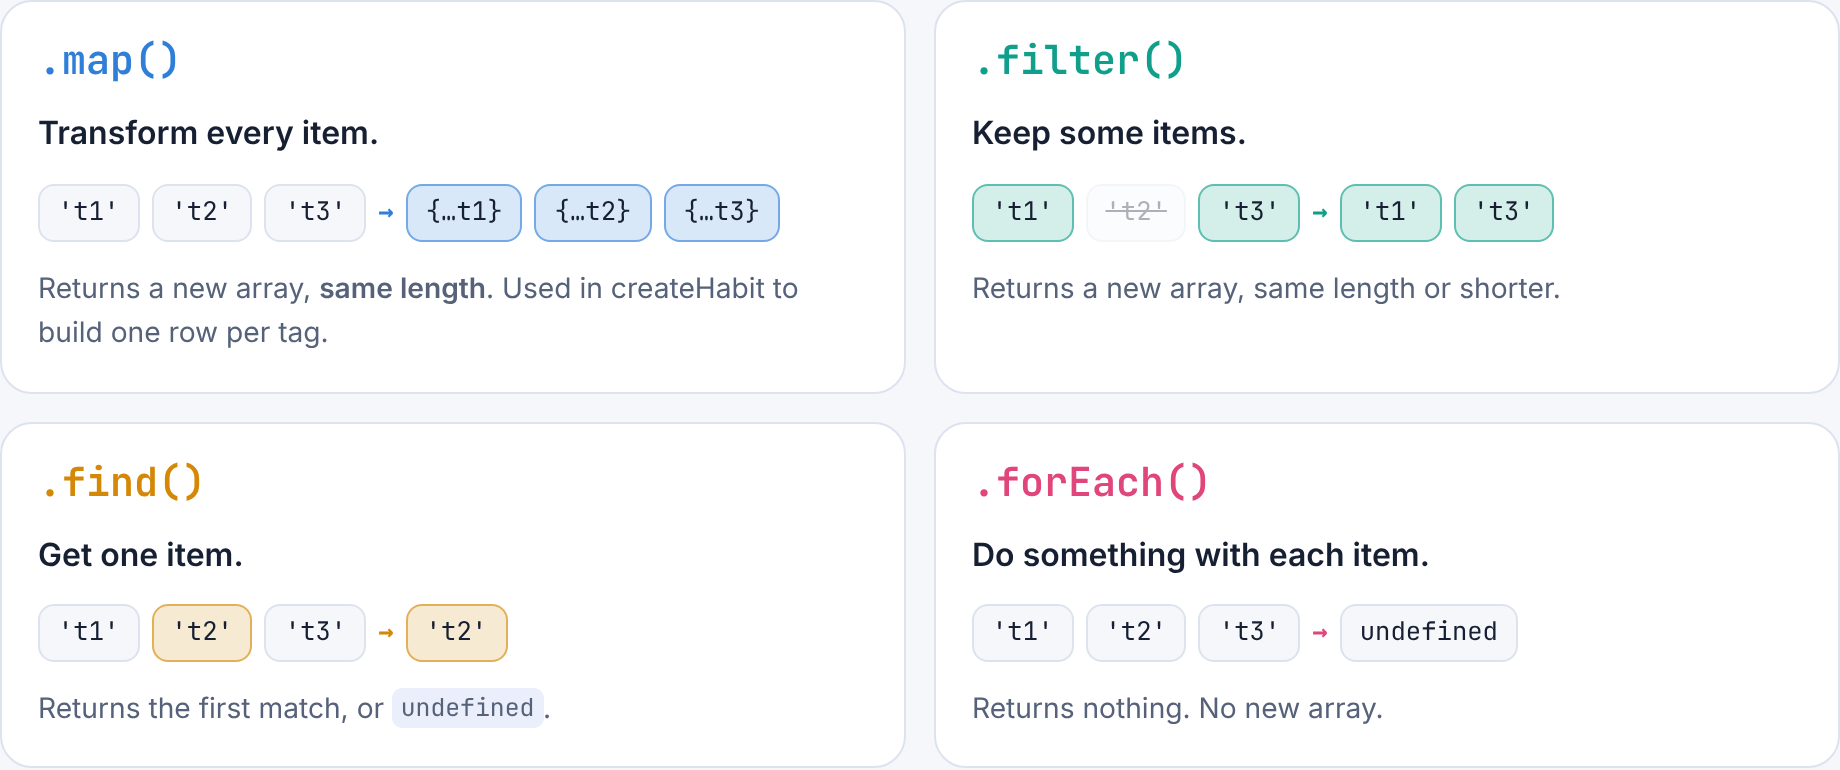 .map()
Transform every item.
't1' 't2' 't3' → {…t1} {…t2} {…t3}
Returns a new array, same length. Used in createHabit to
build one row per tag.
.filter()
Keep some items.
't1' 't2' 't3' → 't1' 't3'
Returns a new array, same length or shorter.
.find()
Get one item.
't1' 't2' 't3' → 't2'
Returns the first match, or undefined.
.forEach()
Do something with each item.
't1' 't2' 't3' → undefined
Returns nothing. No new array.